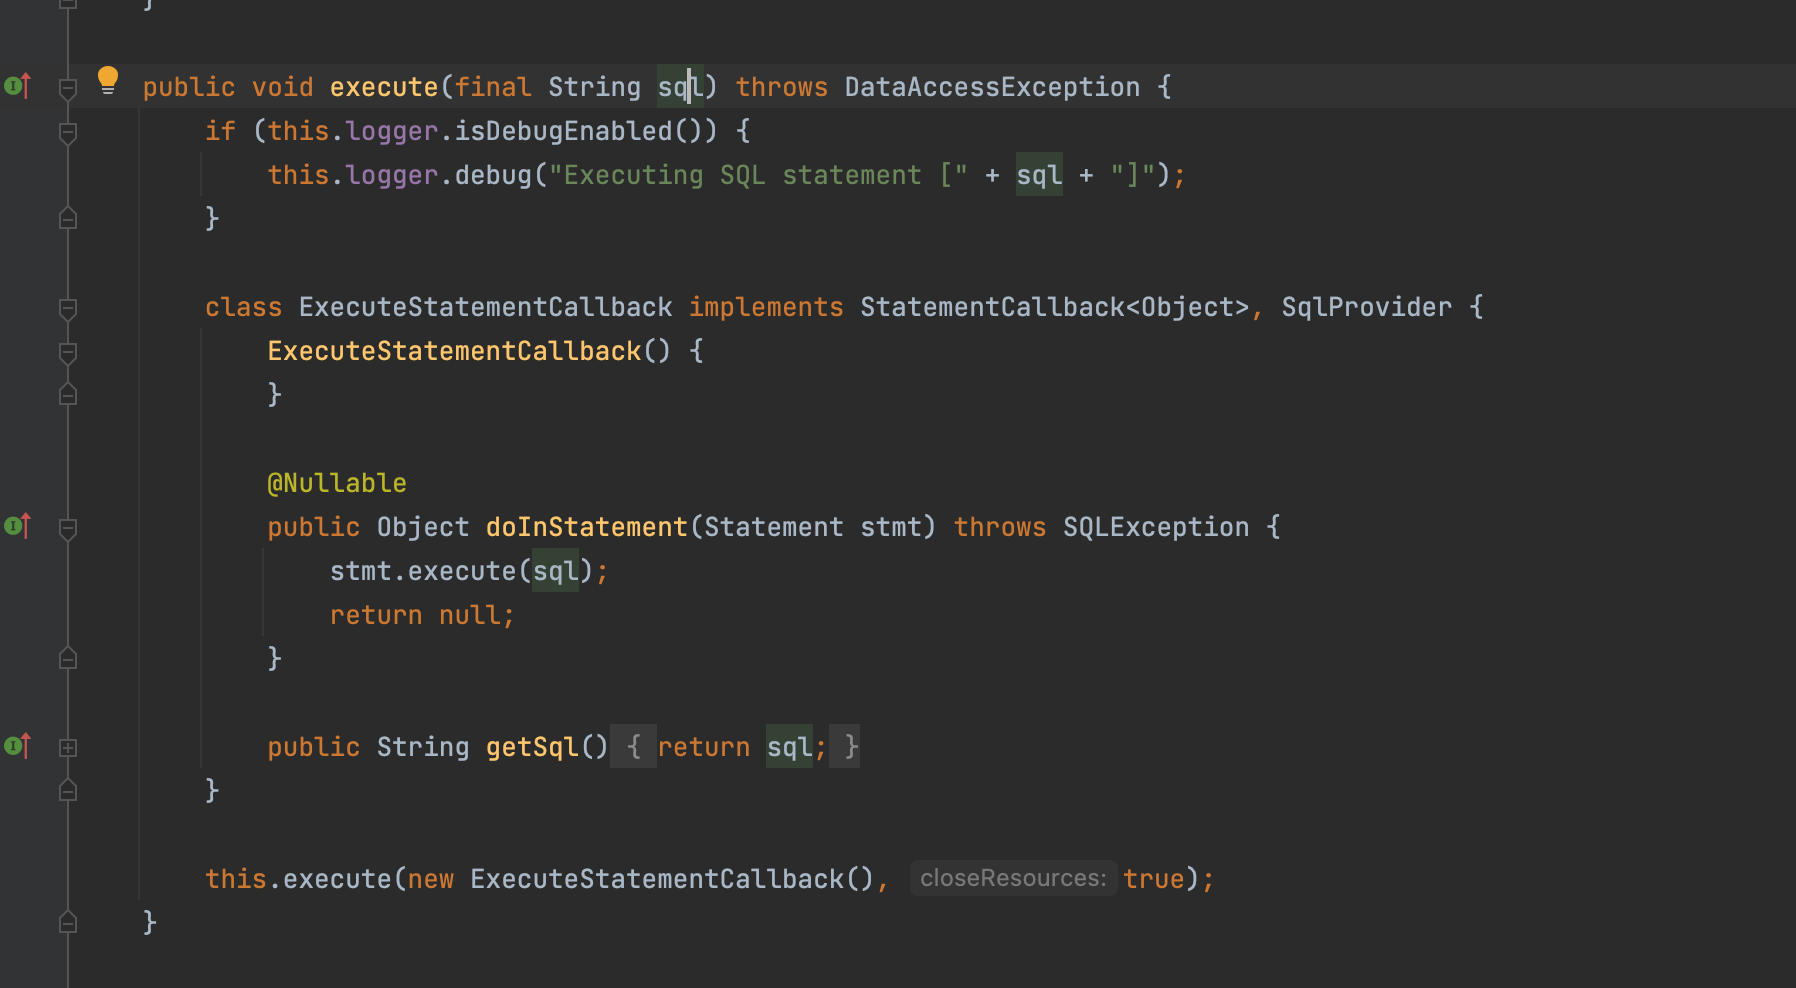 }
public void execute(final String sql) throws DataAccessException {
if (this.logger.isDebugEnabled()) {
this.logger.debug("Executing SQL statement [" + sql + "]");
}
class ExecuteStatementCallback implements StatementCallback<Object>, SqlProvider {
ExecuteStatementCallback() {
}
@Nullable
public Object doInStatement(Statement stmt) throws SQLException {
stmt.execute(sql);
return null;
}
public String getSql() { return sql; }
}
this.execute(new ExecuteStatementCallback(), closeResources: true);
}